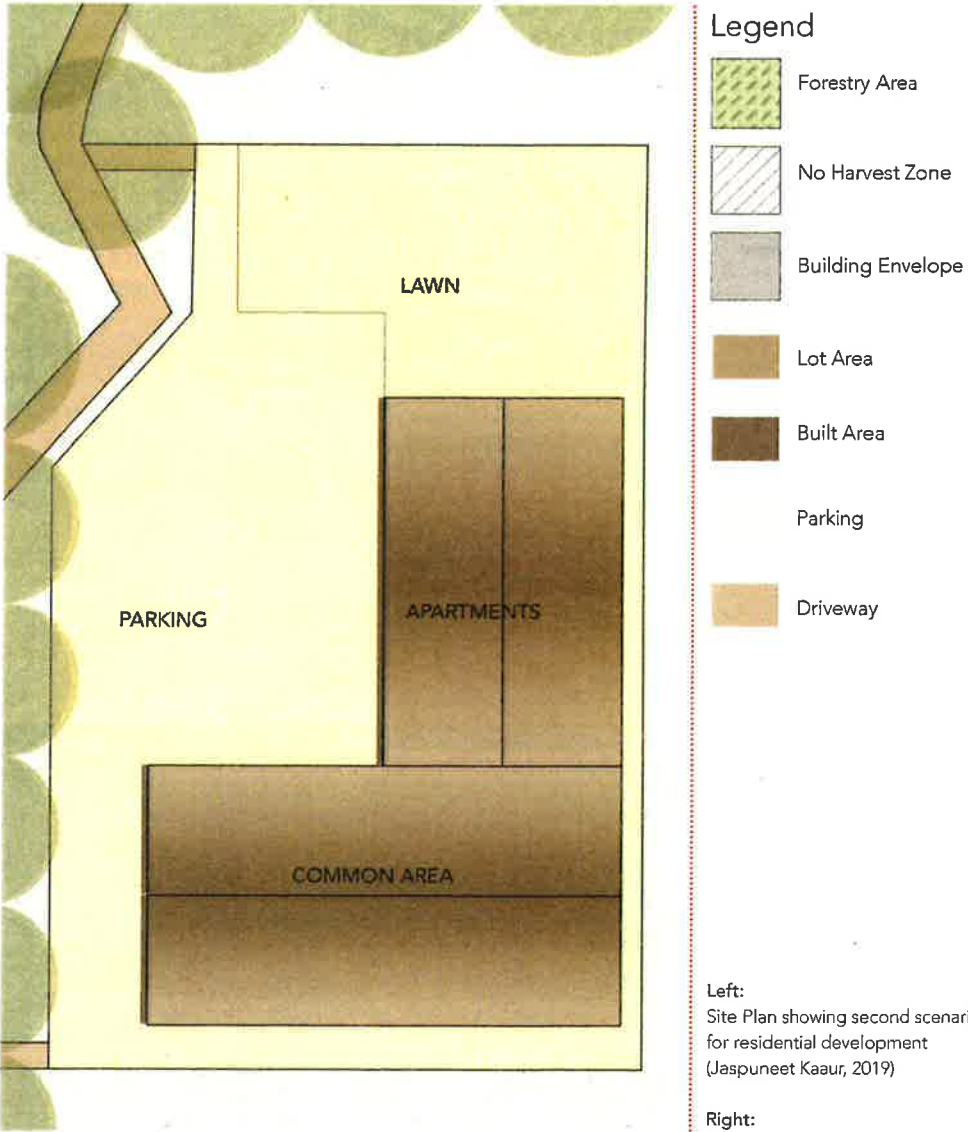 LAWN
PARKING
APARTMENTS
COMMON AREA
Legend
Forestry Area
No Harvest Zone
Building Envelope
Lot Area
Built Area
Parking
Driveway
Left:
Site Plan showing second scenari
for residential development
(Jaspuneet Kaaur, 2019)
Right: